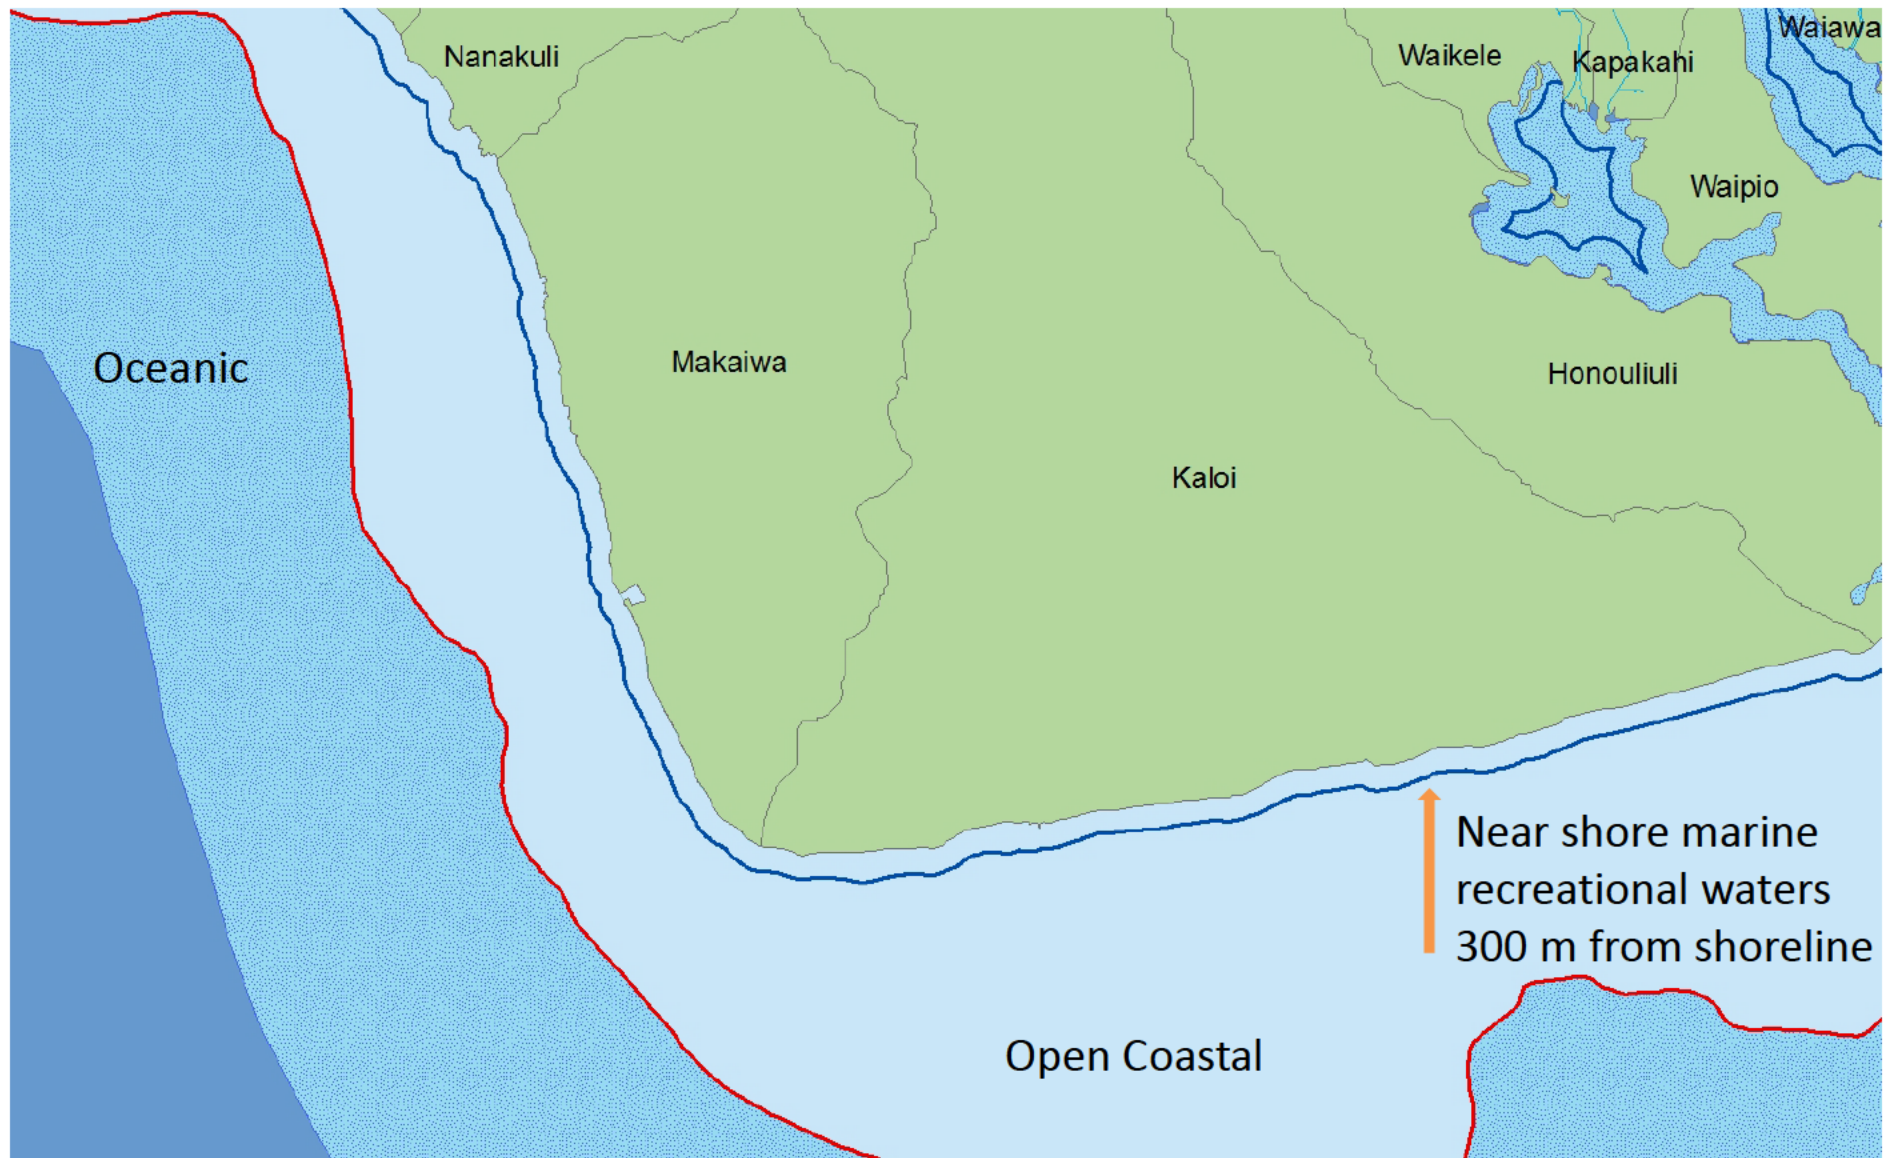 Nanakuli
Waikele
Kapakahi
Waiawa
Waipio
Oceanic
Makaiwa
Honouliuli
Kaloi
Near shore marine
recreational waters
300 m from shoreline
Open Coastal